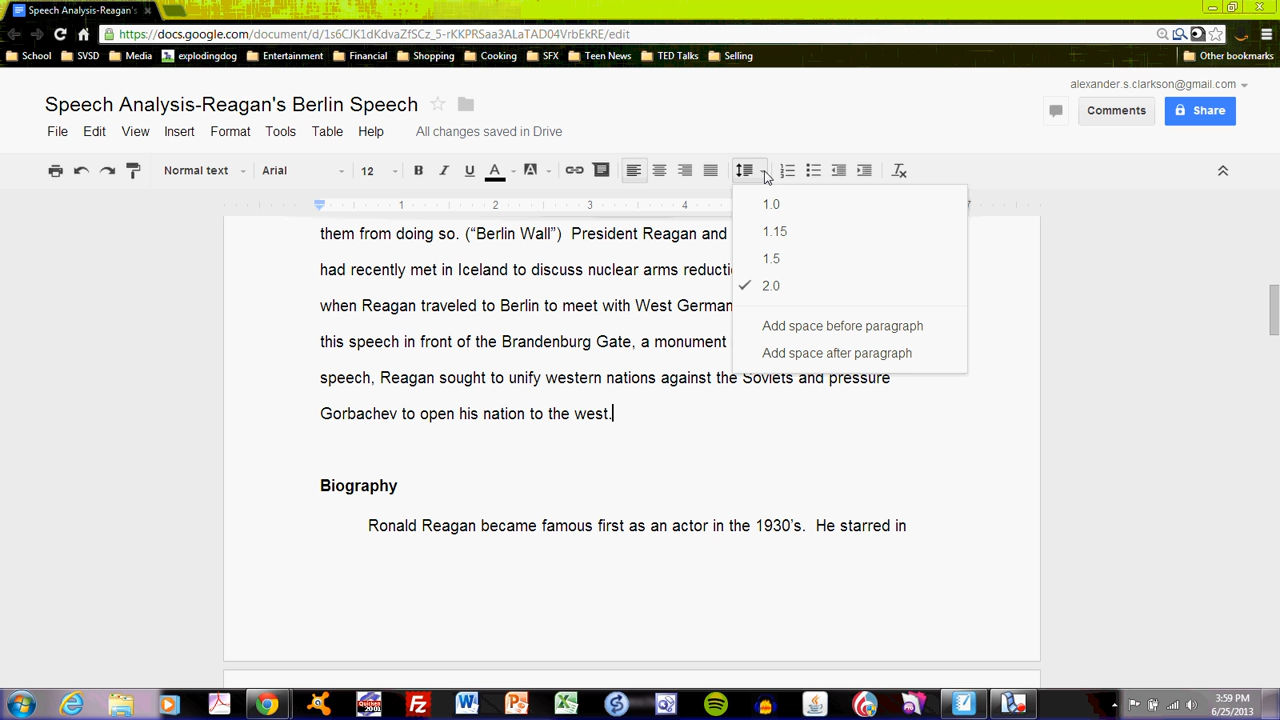 Speech Analysis-Reagan's
https://docs.google.com/document/d/1s6CJK1dKdvaZfSCz_5-rKKPRSaa3ALaTAD04VrbEkRE/edit
School SVSD Media explodingdog Entertainment Financial Shopping Cooking SFX Teen News TED Talks Selling Other bookmarks
alexander.s.clarkson@gmail.com
Speech Analysis-Reagan's Berlin Speech
Comments Share
File Edit View Insert Format Tools Table Help All changes saved in Drive
Normal text Arial 12 B I U A A
1 2 3 4 7
1.0
1.15
1.5
2.0
Add space before paragraph
Add space after paragraph
them from doing so. (“Berlin Wall”) President Reagan and
had recently met in Iceland to discuss nuclear arms reducti
when Reagan traveled to Berlin to meet with West German
this speech in front of the Brandenburg Gate, a monument
speech, Reagan sought to unify western nations against the Soviets and pressure
Gorbachev to open his nation to the west.
Biography
Ronald Reagan became famous first as an actor in the 1930’s. He starred in
3:59 PM
6/25/2013